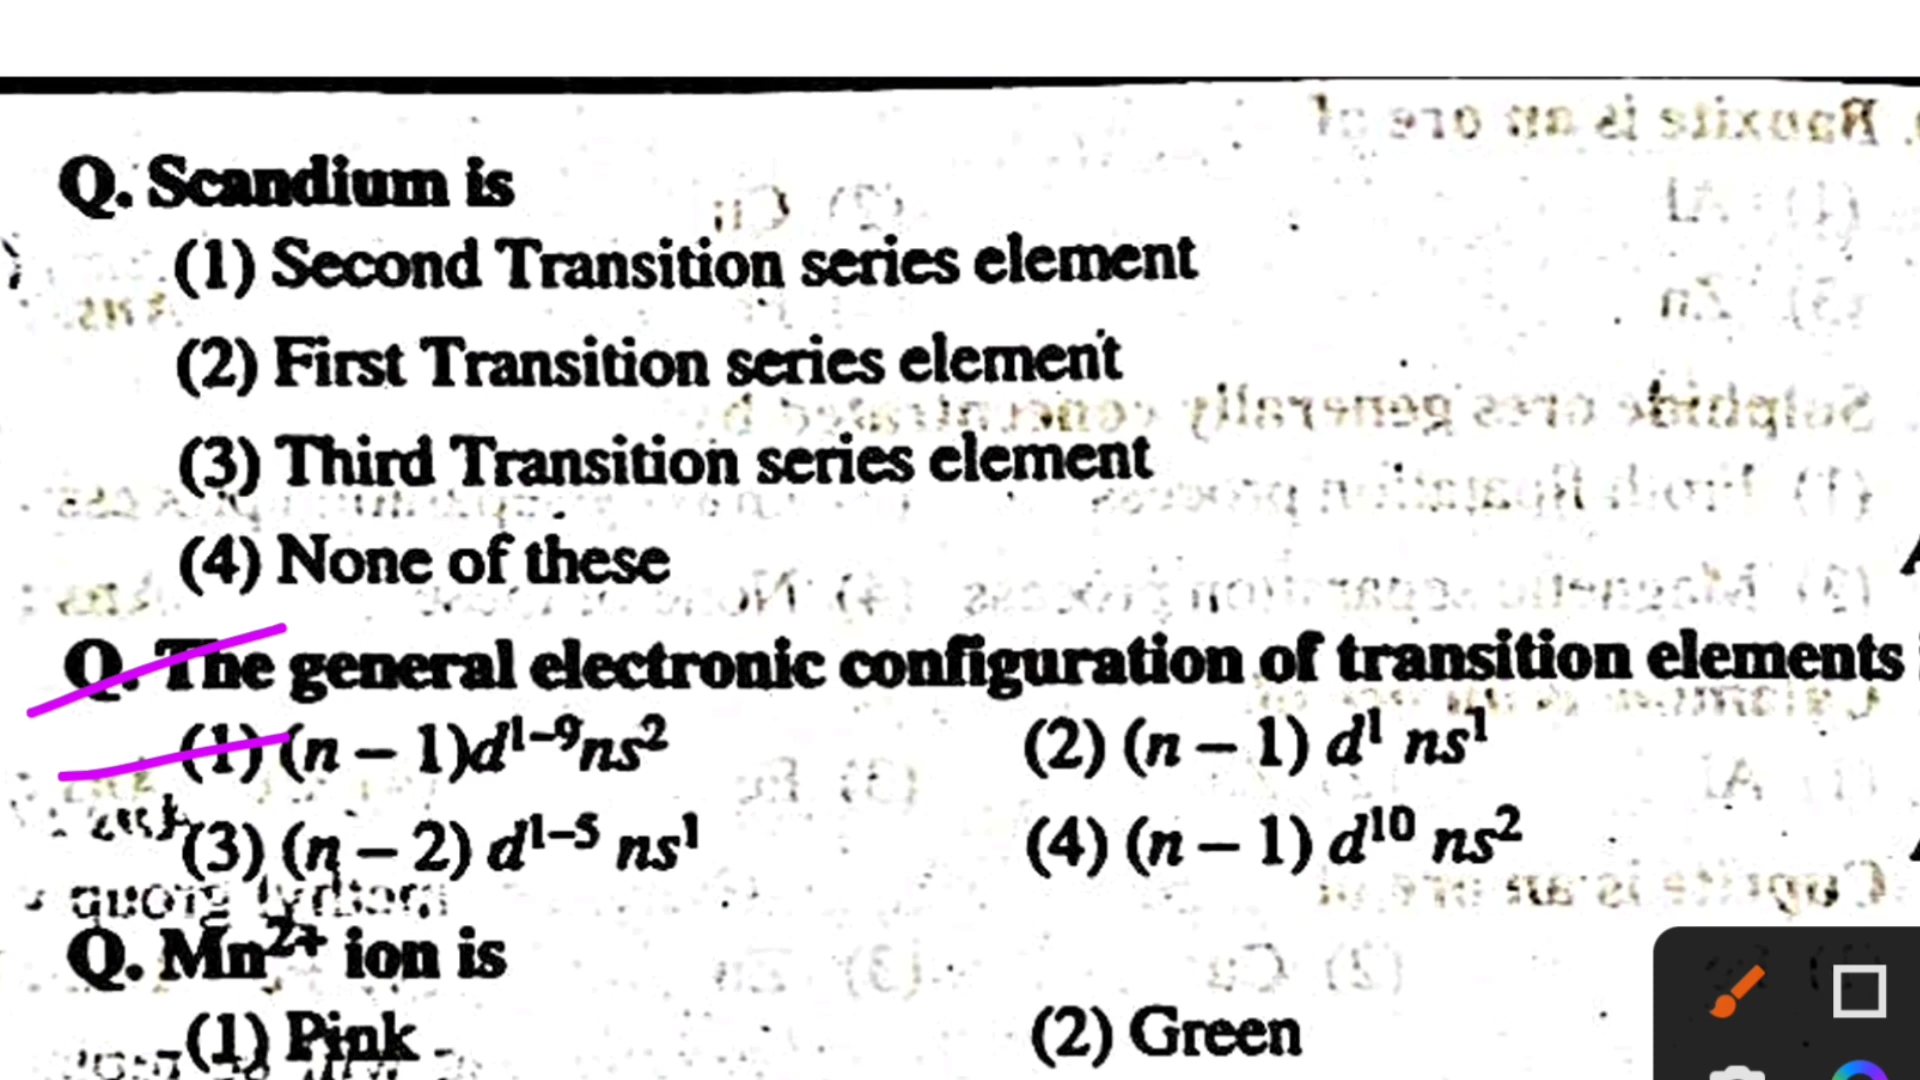 Q. Scandium is
(1) Second Transition series element
(2) First Transition series element
(3) Third Transition series element
(4) None of these
Q. The general electronic configuration of transition elements
(1) (n – 1)d¹⁻⁹ns²
(2) (n – 1) d¹ ns¹
(3) (n – 2) d¹⁻⁵ ns¹
(4) (n – 1) d¹⁰ ns²
Q. Mn²⁺ ion is
(1) Pink
(2) Green